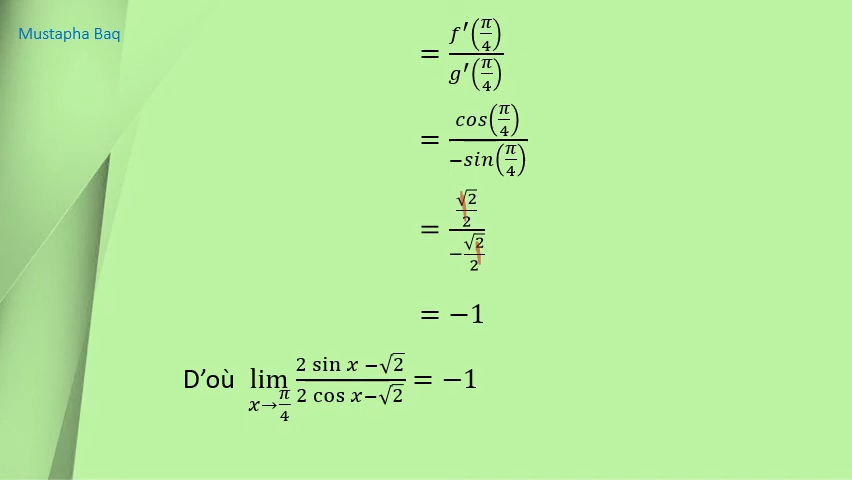 Mustapha Baq
= f′(π/4) / g′(π/4)
= cos(π/4) / −sin(π/4)
= (√2/2) / (−√2/2)
= −1
D’où lim x→π/4 (2 sin x −√2) / (2 cos x−√2) = −1